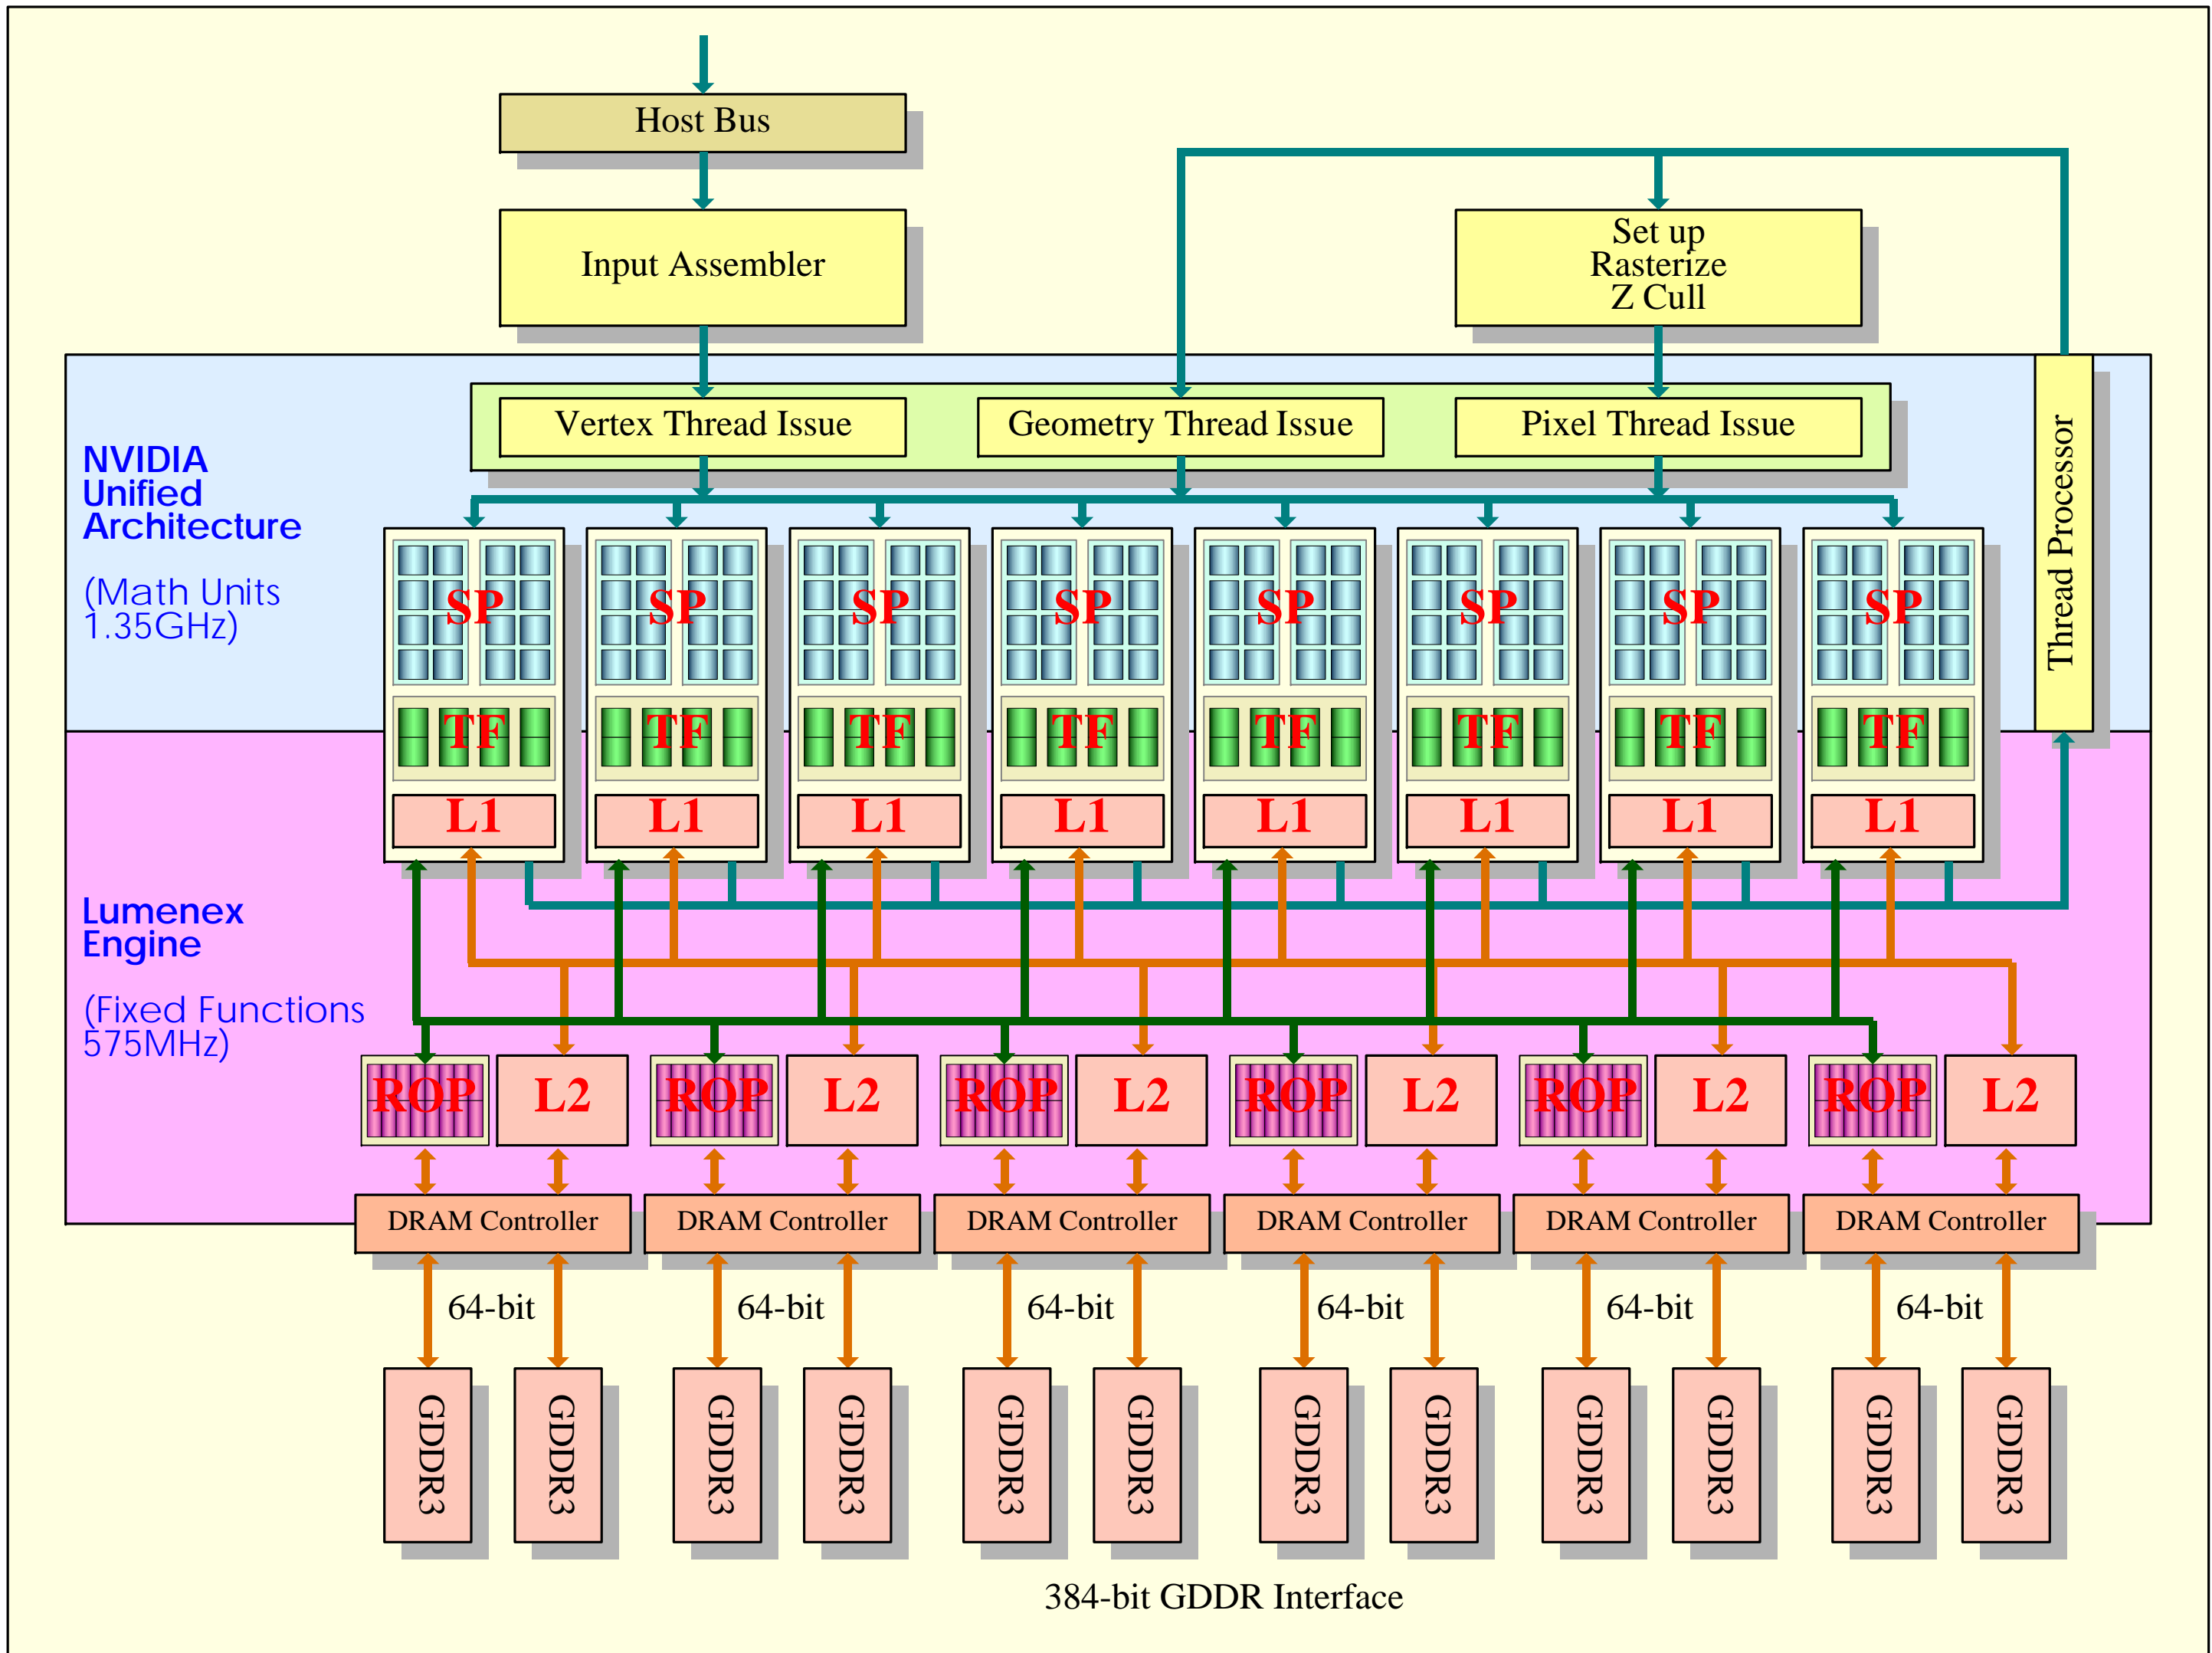 Host Bus
Input Assembler
Set up
Rasterize
Z Cull
Vertex Thread Issue
Geometry Thread Issue
Pixel Thread Issue
Thread Processor
NVIDIA
Unified
Architecture
(Math Units
1.35GHz)
SP SP SP SP SP SP SP SP
TF TF TF TF TF TF TF TF
L1 L1 L1 L1 L1 L1 L1 L1
Lumenex
Engine
(Fixed Functions
575MHz)
ROP L2 ROP L2 ROP L2 ROP L2 ROP L2 ROP L2
DRAM Controller DRAM Controller DRAM Controller DRAM Controller DRAM Controller DRAM Controller
64-bit 64-bit 64-bit 64-bit 64-bit 64-bit
GDDR3 GDDR3 GDDR3 GDDR3 GDDR3 GDDR3 GDDR3 GDDR3 GDDR3 GDDR3 GDDR3 GDDR3
384-bit GDDR Interface